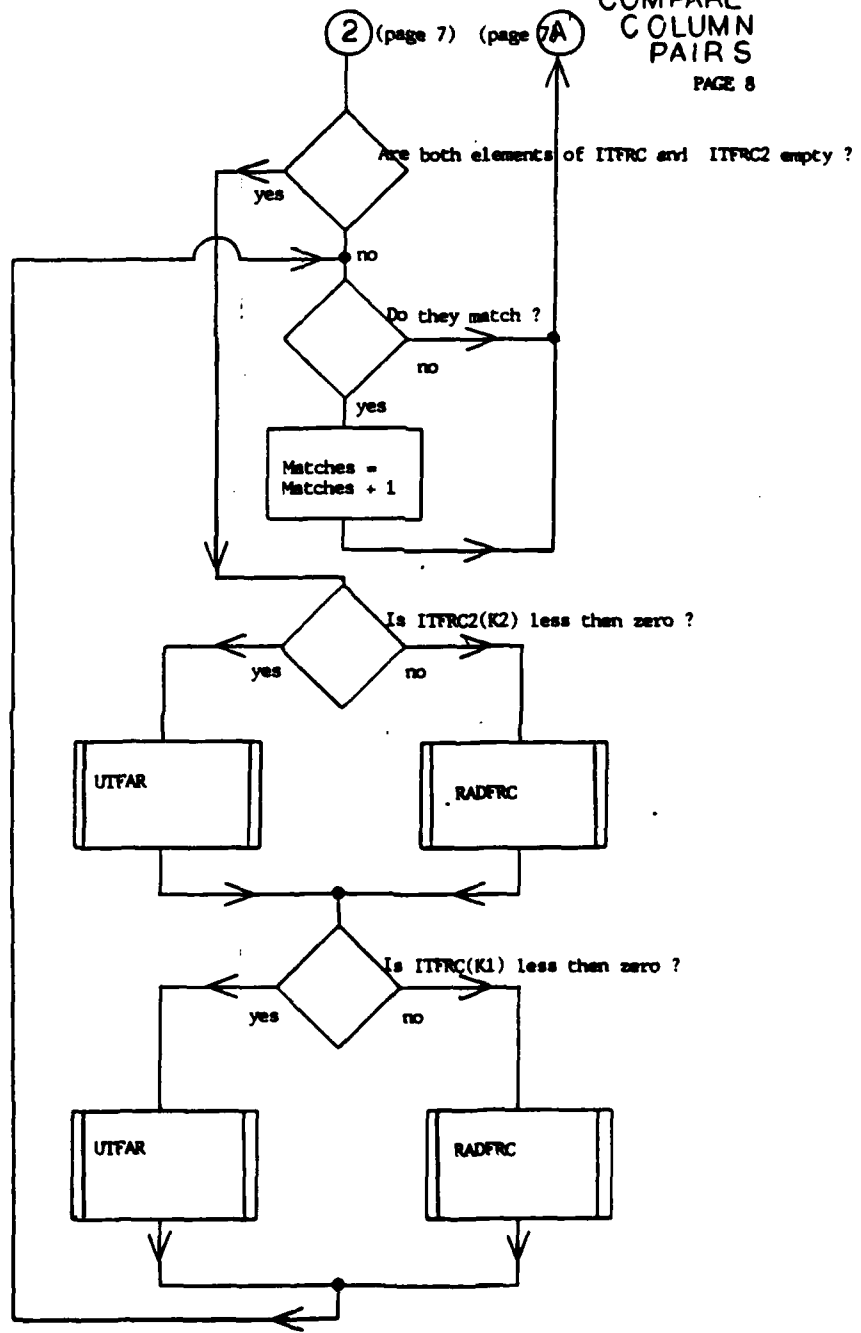 COMPARE
COLUMN
PAIRS
PAGE 8
2 (page 7) (page 7) A
Are both elements of ITFRC and ITFRC2 empty ?
yes
no
Do they match ?
no
yes
Matches =
Matches + 1
Is ITFRC2(K2) less then zero ?
yes
no
UTFAR
RADFRC
Is ITFRC(K1) less then zero ?
yes
no
UTFAR
RADFRC